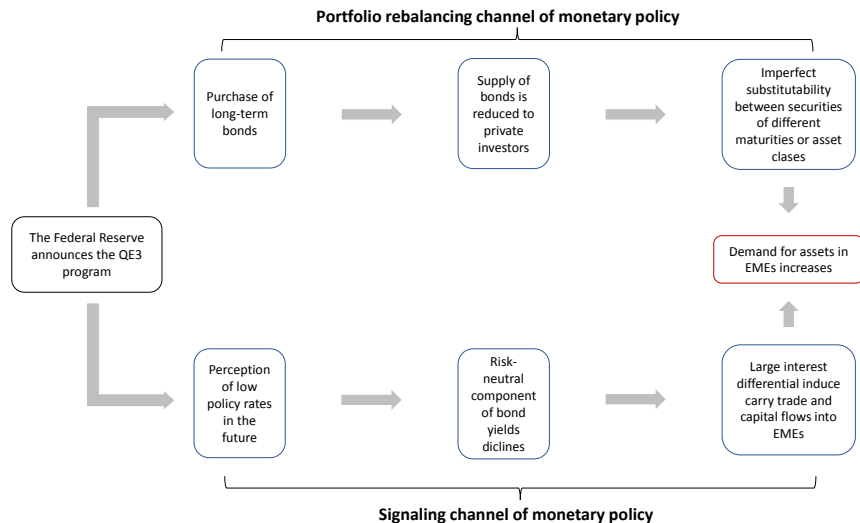 Portfolio rebalancing channel of monetary policy
Purchase of
long-term
bonds
Supply of
bonds is
reduced to
private
investors
Imperfect
substitutability
between securities
of different
maturities or asset
clases
The Federal Reserve
announces the QE3
program
Demand for assets in
EMEs increases
Perception
of low
policy rates
in the
future
Risk-
neutral
component
of bond
yields
diclines
Large interest
differential induce
carry trade and
capital flows into
EMEs
Signaling channel of monetary policy